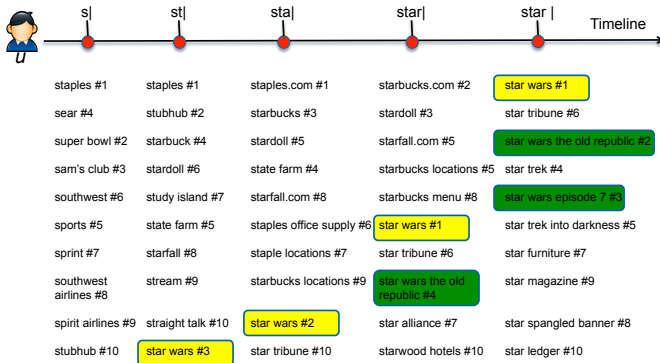 s| st| sta| star| star |
Timeline
u
staples #1 staples #1 staples.com #1 starbucks.com #2 star wars #1
sear #4 stubhub #2 starbucks #3 stardoll #3 star tribune #6
super bowl #2 starbuck #4 stardoll #5 starfall.com #5 star wars the old republic #2
sam's club #3 stardoll #6 state farm #4 starbucks locations #5 star trek #4
southwest #6 study island #7 starfall.com #8 starbucks menu #8 star wars episode 7 #3
sports #5 state farm #5 staples office supply #6 star wars #1 star trek into darkness #5
sprint #7 starfall #8 staple locations #7 star tribune #6 star furniture #7
southwest airlines #8 stream #9 starbucks locations #9 star wars the old republic #4 star magazine #9
spirit airlines #9 straight talk #10 star wars #2 star alliance #7 star spangled banner #8
stubhub #10 star wars #3 star tribune #10 starwood hotels #10 star ledger #10